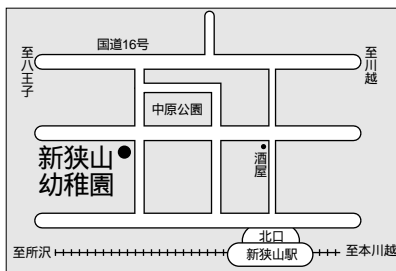 国道16号
至八王子
至川越
中原公園
新狭山
幼稚園
酒屋
北口
新狭山駅
至所沢
至本川越